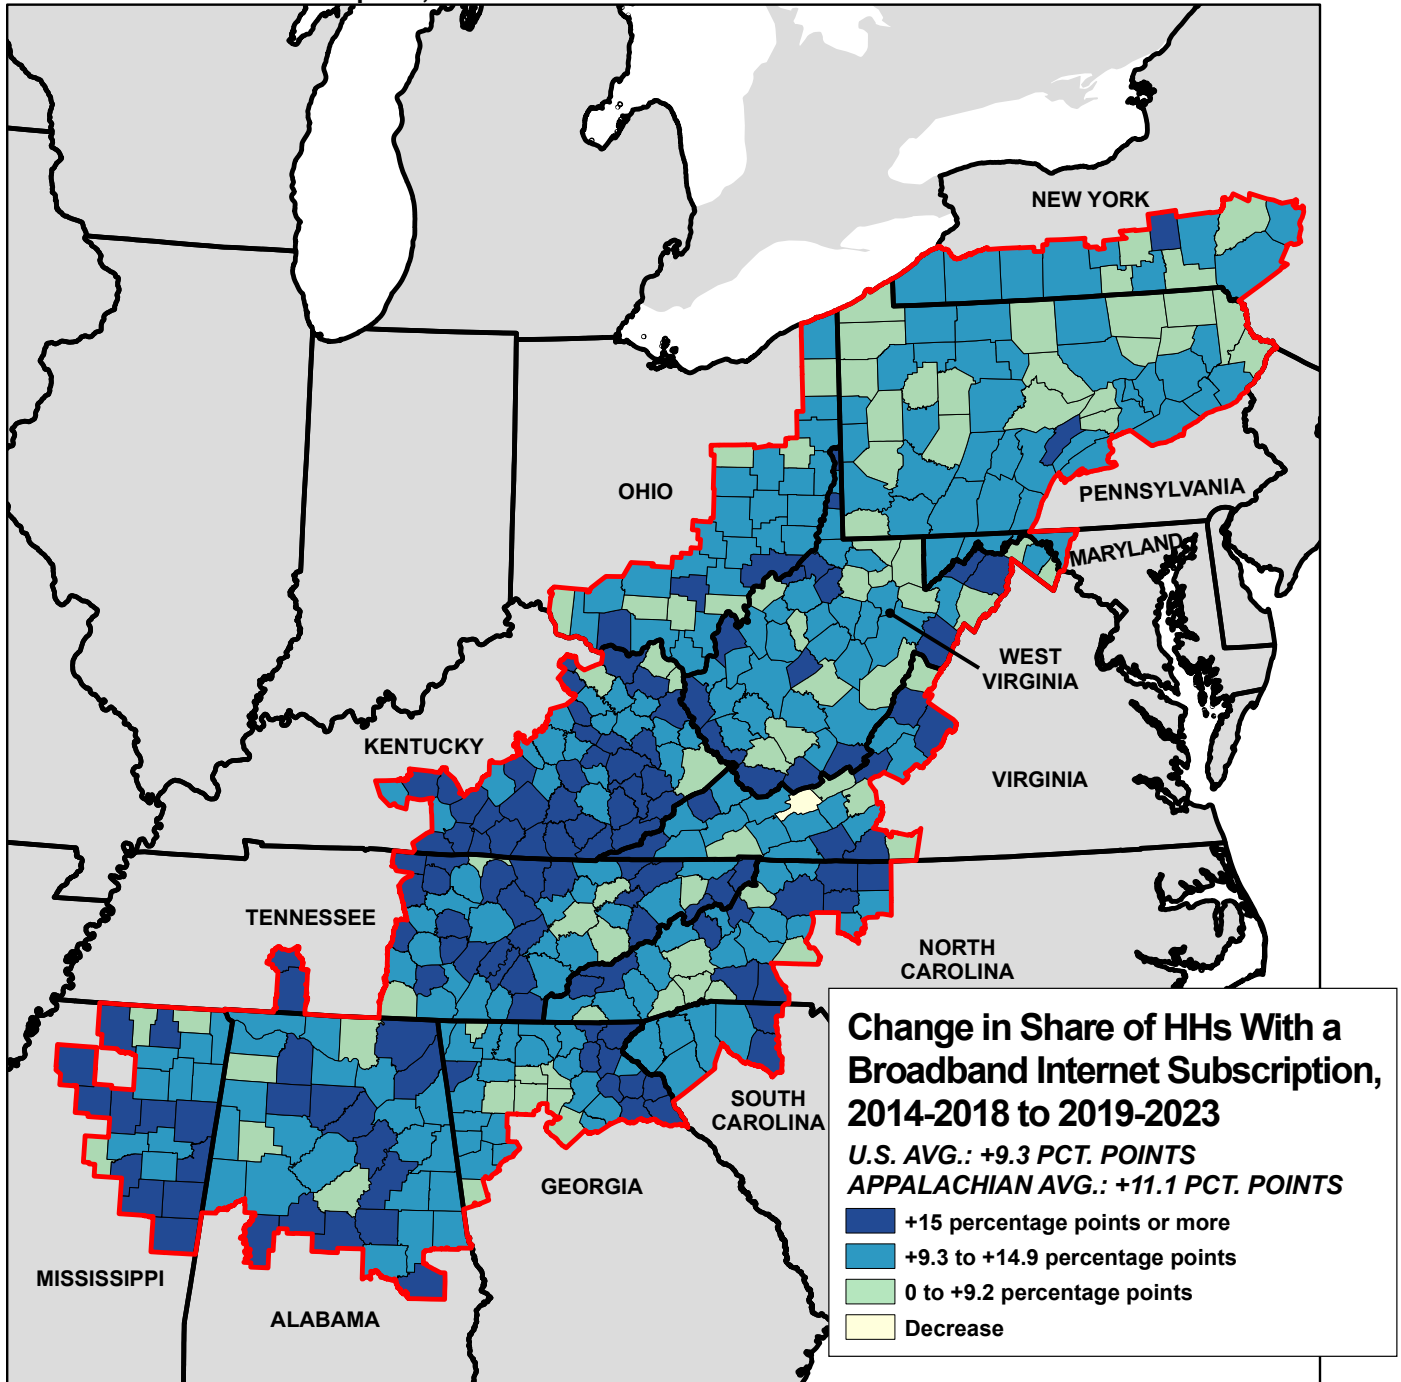 NEW YORK
OHIO
PENNSYLVANIA
MARYLAND
WEST
VIRGINIA
KENTUCKY
VIRGINIA
TENNESSEE
NORTH
CAROLINA
SOUTH
CAROLINA
GEORGIA
MISSISSIPPI
ALABAMA
Change in Share of HHs With a
Broadband Internet Subscription,
2014-2018 to 2019-2023
U.S. AVG.: +9.3 PCT. POINTS
APPALACHIAN AVG.: +11.1 PCT. POINTS
+15 percentage points or more
+9.3 to +14.9 percentage points
0 to +9.2 percentage points
Decrease